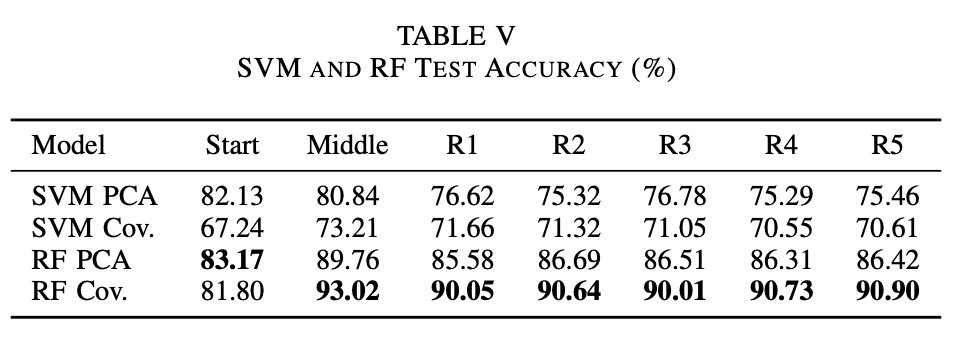 TABLE V
SVM AND RF TEST ACCURACY (%)
Model Start Middle R1 R2 R3 R4 R5
SVM PCA 82.13 80.84 76.62 75.32 76.78 75.29 75.46
SVM Cov. 67.24 73.21 71.66 71.32 71.05 70.55 70.61
RF PCA 83.17 89.76 85.58 86.69 86.51 86.31 86.42
RF Cov. 81.80 93.02 90.05 90.64 90.01 90.73 90.90